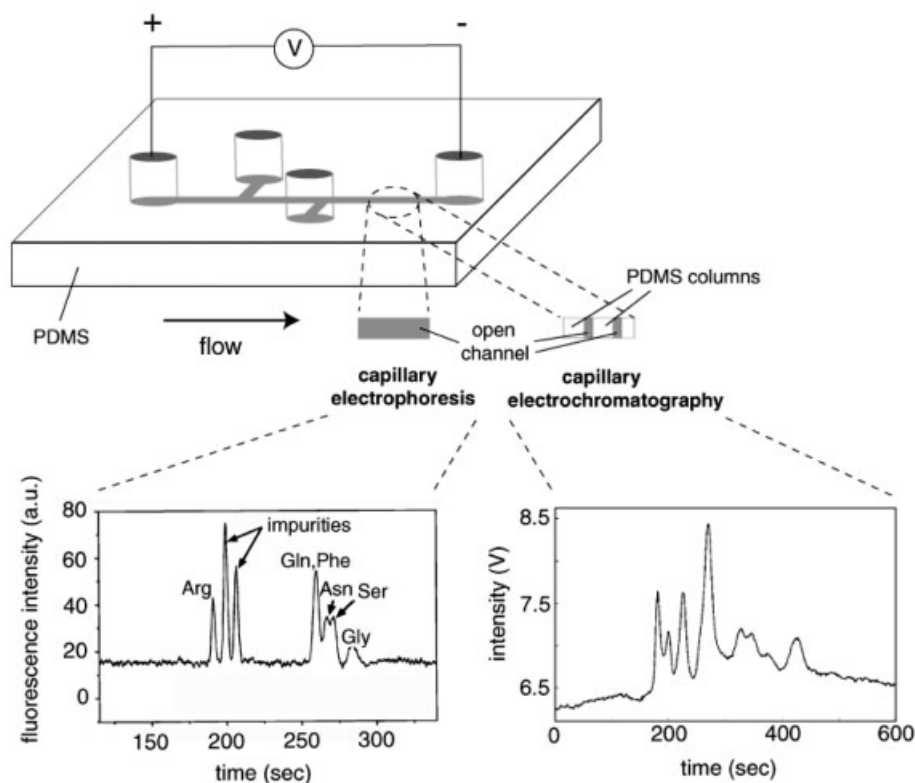 +
-
V
PDMS
flow
PDMS columns
open
channel
capillary
electrophoresis
capillary
electrochromatography
fluorescence intensity (a.u.)
80
60
40
20
0
150
200
250
300
time (sec)
Arg
impurities
Gln,Phe
Asn
Ser
Gly
intensity (V)
8.5
7.5
6.5
0
200
400
600
time (sec)